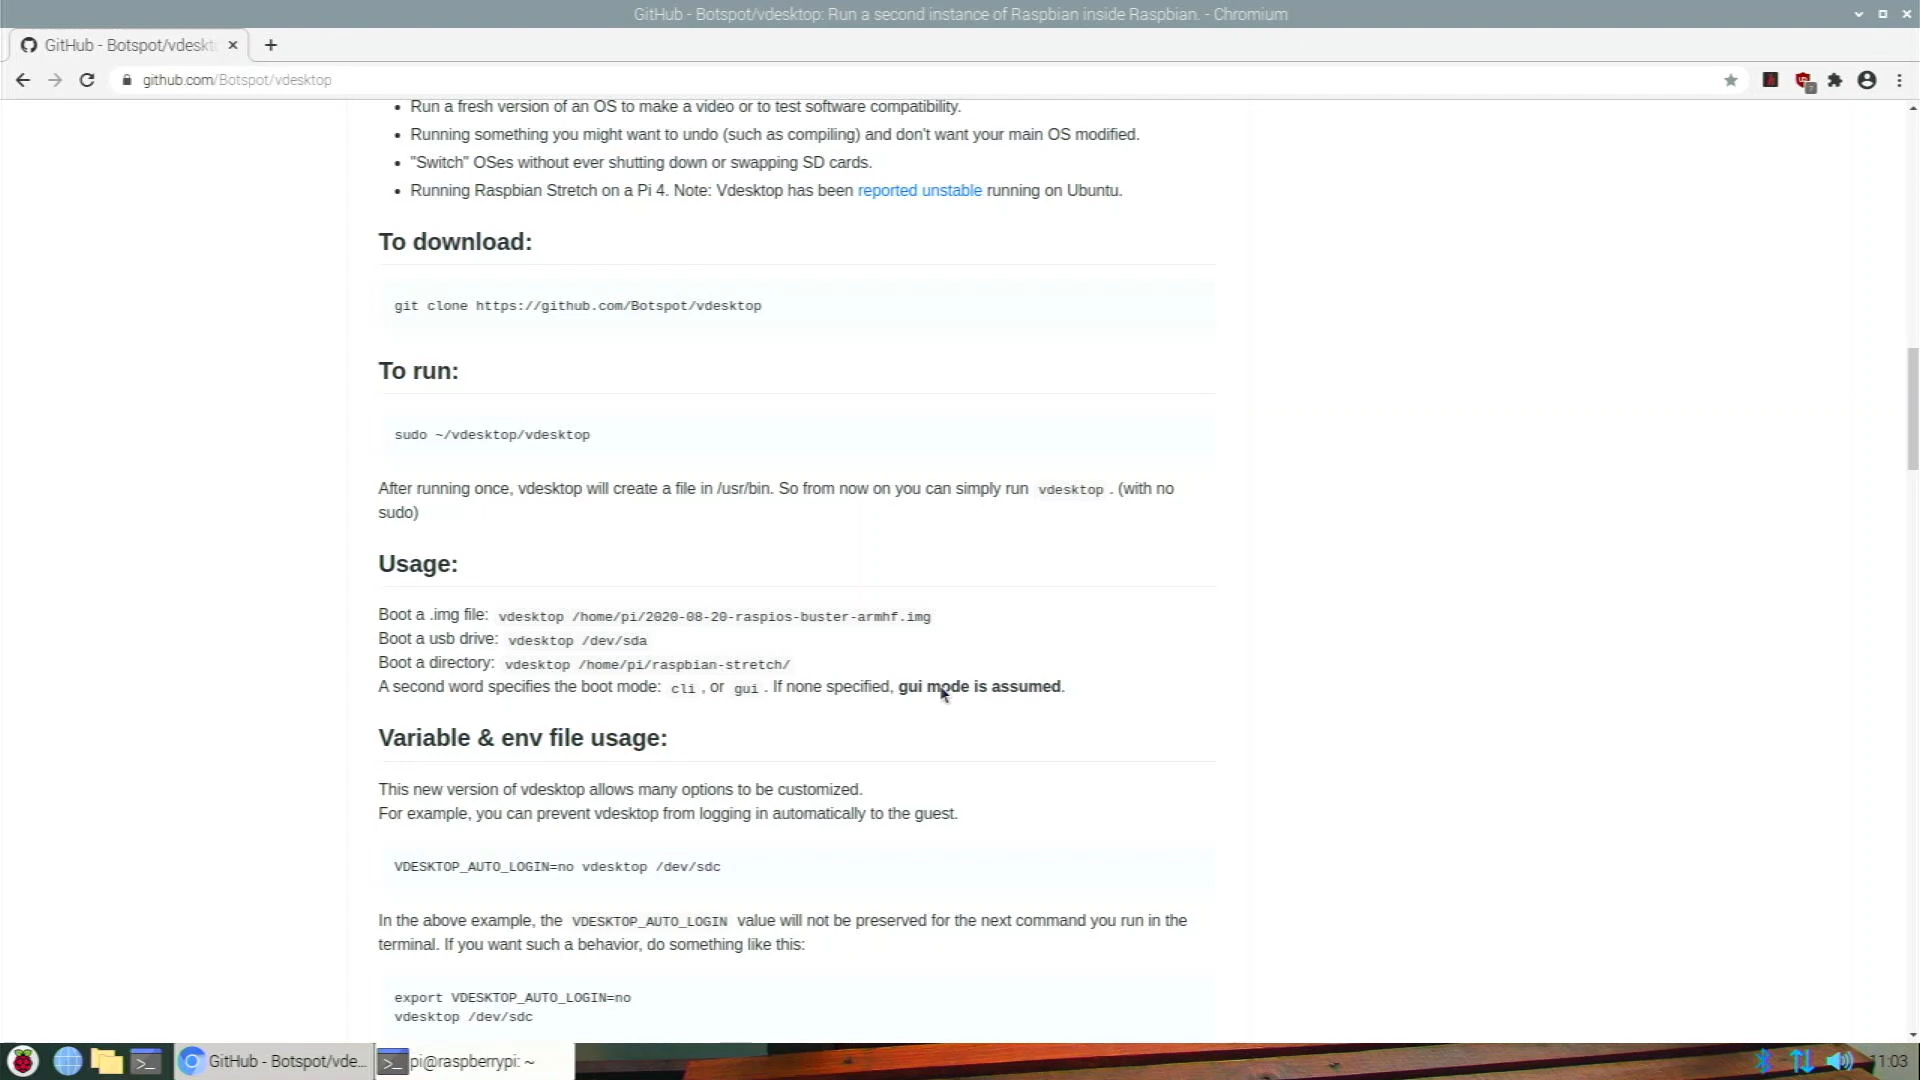 GitHub - Botspot/vdesktop: Run a second instance of Raspbian inside Raspbian. - Chromium
GitHub - Botspot/vdeskt
github.com/Botspot/vdesktop
Run a fresh version of an OS to make a video or to test software compatibility.
Running something you might want to undo (such as compiling) and don't want your main OS modified.
"Switch" OSes without ever shutting down or swapping SD cards.
Running Raspbian Stretch on a Pi 4. Note: Vdesktop has been reported unstable running on Ubuntu.
To download:
git clone https://github.com/Botspot/vdesktop
To run:
sudo ~/vdesktop/vdesktop
After running once, vdesktop will create a file in /usr/bin. So from now on you can simply run vdesktop . (with no
sudo)
Usage:
Boot a .img file: vdesktop /home/pi/2020-08-20-raspios-buster-armhf.img
Boot a usb drive: vdesktop /dev/sda
Boot a directory: vdesktop /home/pi/raspbian-stretch/
A second word specifies the boot mode: cli , or gui . If none specified, gui mode is assumed.
Variable & env file usage:
This new version of vdesktop allows many options to be customized.
For example, you can prevent vdesktop from logging in automatically to the guest.
VDESKTOP_AUTO_LOGIN=no vdesktop /dev/sdc
In the above example, the VDESKTOP_AUTO_LOGIN value will not be preserved for the next command you run in the
terminal. If you want such a behavior, do something like this:
export VDESKTOP_AUTO_LOGIN=no
vdesktop /dev/sdc
GitHub - Botspot/vde... pi@raspberrypi: ~ 11:03